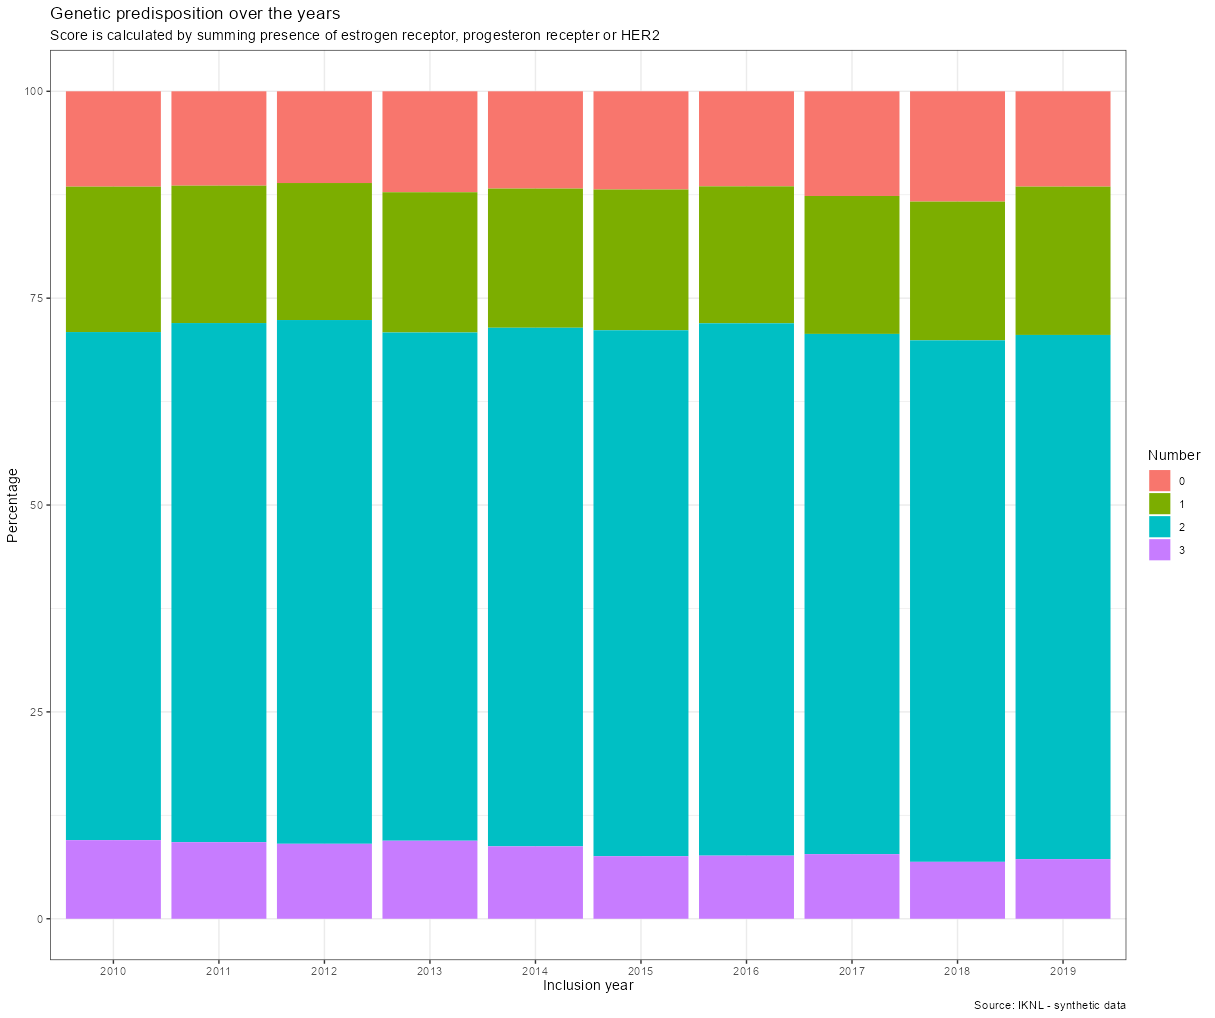 Genetic predisposition over the years
Score is calculated by summing presence of estrogen receptor, progesteron recepter or HER2
100
75
50
25
0
Percentage
2010 2011 2012 2013 2014 2015 2016 2017 2018 2019
Inclusion year
Number
0
1
2
3
Source: IKNL - synthetic data